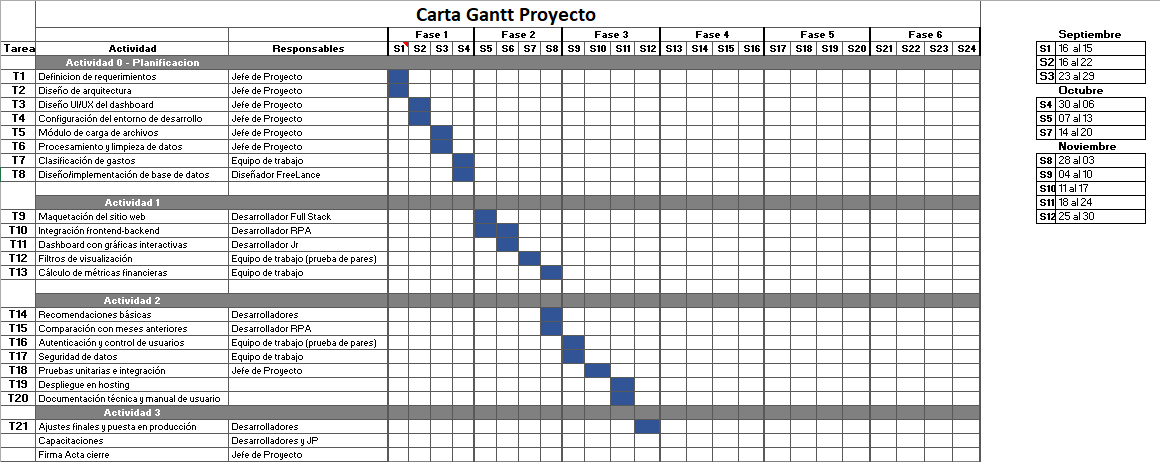 Carta Gantt Proyecto
Fase 1 Fase 2 Fase 3 Fase 4 Fase 5 Fase 6
Tarea Actividad Responsables S1 S2 S3 S4 S5 S6 S7 S8 S9 S10 S11 S12 S13 S14 S15 S16 S17 S18 S19 S20 S21 S22 S23 S24
Actividad 0 - Planificacion
T1 Definicion de requerimientos Jefe de Proyecto
T2 Diseño de arquitectura Jefe de Proyecto
T3 Diseño UI/UX del dashboard Jefe de Proyecto
T4 Configuración del entorno de desarrollo Jefe de Proyecto
T5 Módulo de carga de archivos Jefe de Proyecto
T6 Procesamiento y limpieza de datos Jefe de Proyecto
T7 Clasificación de gastos Equipo de trabajo
T8 Diseño/implementación de base de datos Diseñador FreeLance
Actividad 1
T9 Maquetación del sitio web Desarrollador Full Stack
T10 Integración frontend-backend Desarrollador RPA
T11 Dashboard con gráficas interactivas Desarrollador Jr
T12 Filtros de visualización Equipo de trabajo (prueba de pares)
T13 Cálculo de métricas financieras Equipo de trabajo
Actividad 2
T14 Recomendaciones básicas Desarrolladores
T15 Comparación con meses anteriores Desarrollador RPA
T16 Autenticación y control de usuarios Equipo de trabajo (prueba de pares)
T17 Seguridad de datos Equipo de trabajo
T18 Pruebas unitarias e integración Jefe de Proyecto
T19 Despliegue en hosting
T20 Documentación técnica y manual de usuario
Actividad 3
T21 Ajustes finales y puesta en producción Desarrolladores
Capacitaciones Desarrolladores y JP
Firma Acta cierre Jefe de Proyecto
Septiembre
S1 16 al 15
S2 16 al 22
S3 23 al 29
Octubre
S4 30 al 06
S5 07 al 13
S7 14 al 20
Noviembre
S8 28 al 03
S9 04 al 10
S10 11 al 17
S11 18 al 24
S12 25 al 30